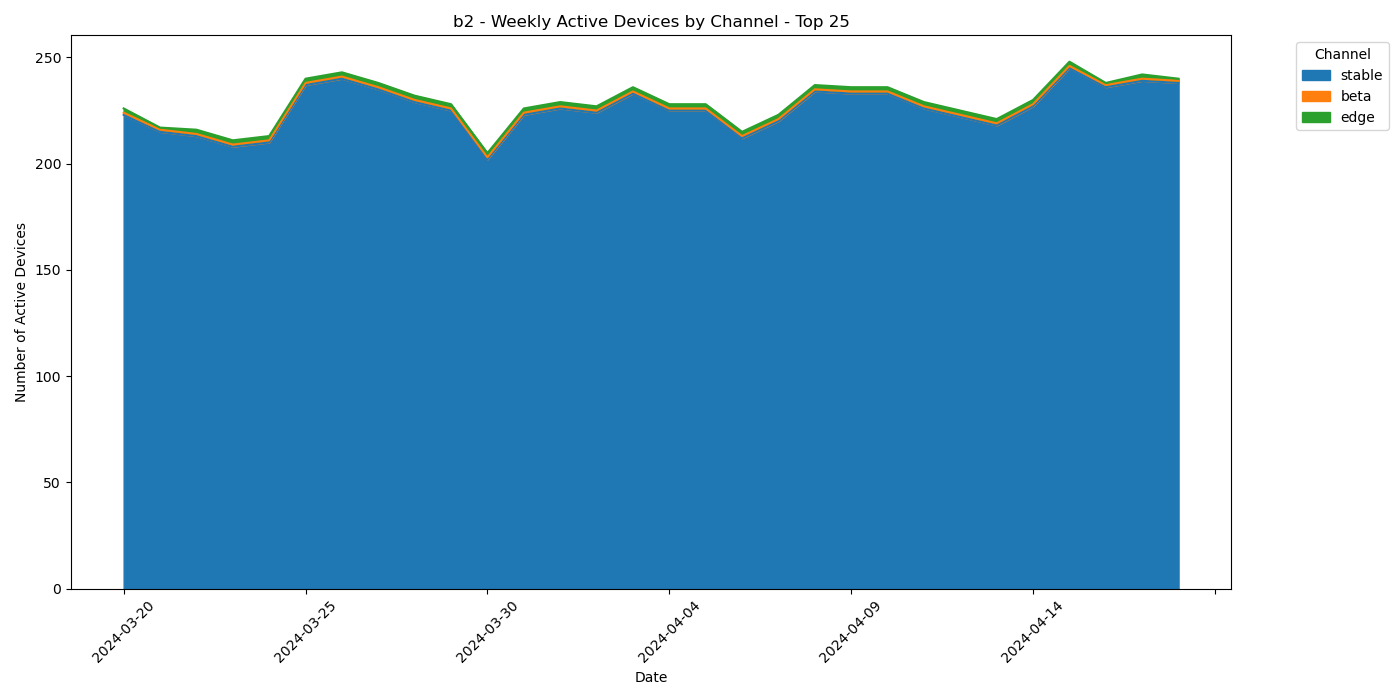 b2 - Weekly Active Devices by Channel - Top 25
Number of Active Devices
250
200
150
100
50
0
2024-03-20
2024-03-25
2024-03-30
2024-04-04
2024-04-09
2024-04-14
Date
Channel
stable
beta
edge